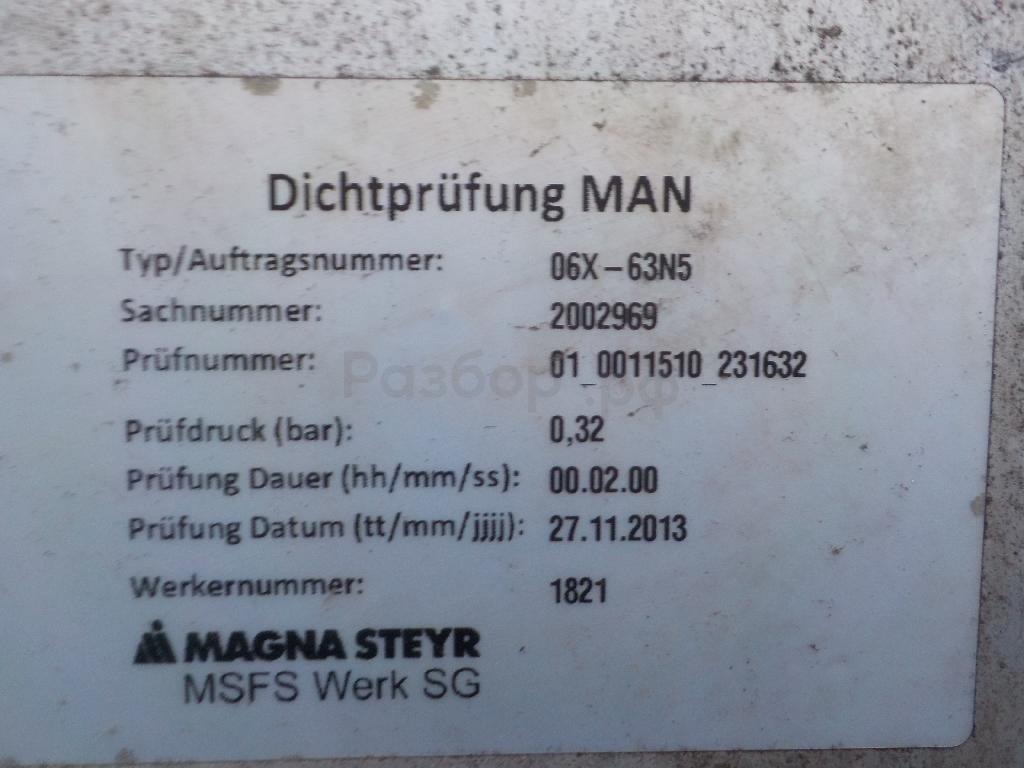 Dichtprüfung MAN
Typ/Auftragsnummer: 06X-63N5
Sachnummer: 2002969
Prüfnummer: 01_0011510_231632
Разбор.рф
Prüfdruck (bar): 0,32
Prüfung Dauer (hh/mm/ss): 00.02.00
Prüfung Datum (tt/mm/jjjj): 27.11.2013
Werkernummer: 1821
MAGNA STEYR
MSFS Werk SG